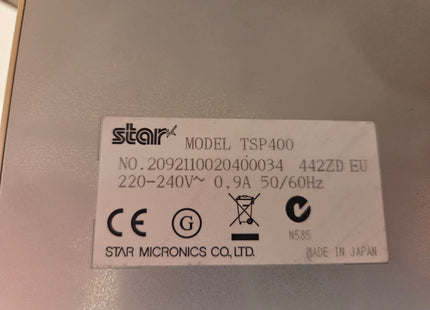 star MODEL TSP400
NO. 2092110020400034 442ZD EU
220-240V~ 0.9A 50/60Hz
CE G
N585
STAR MICRONICS CO., LTD. MADE IN JAPAN